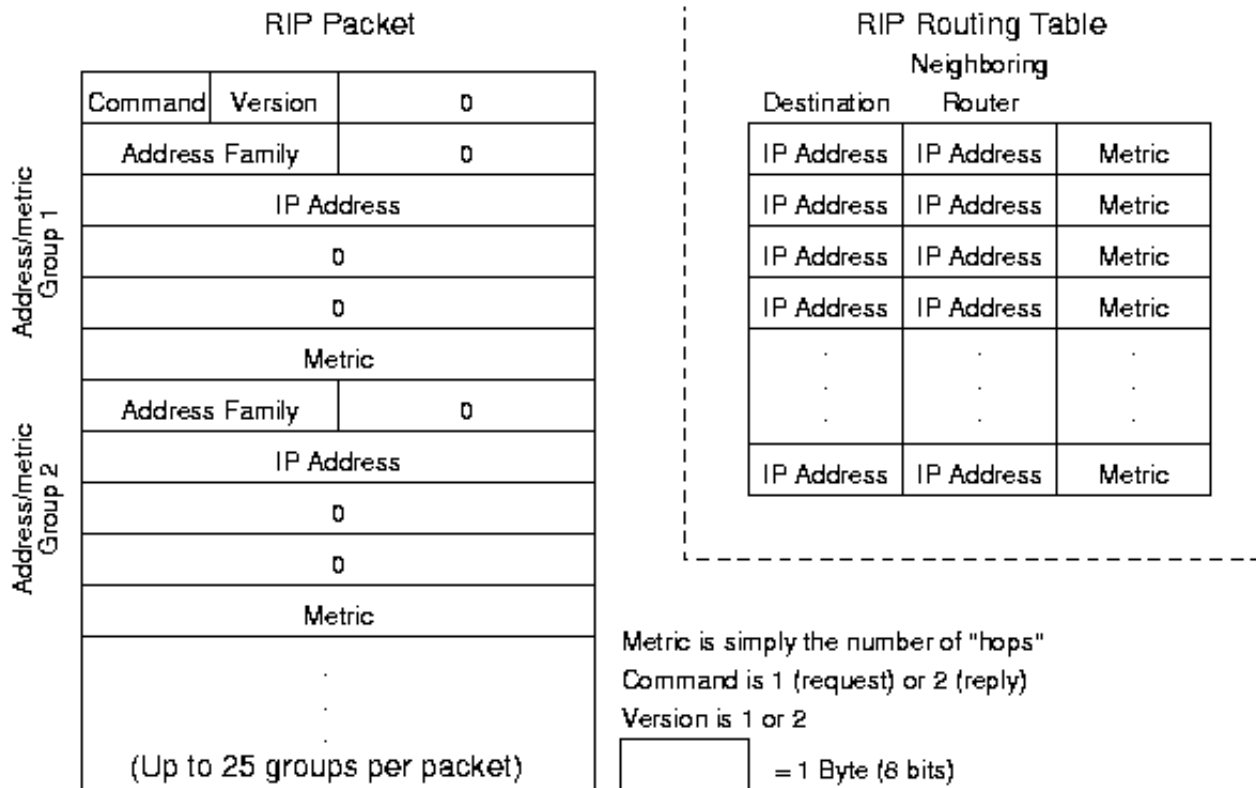 RIP Packet
Command Version 0
Address Family 0
IP Address
0
0
Metric
Address Family 0
IP Address
0
0
Metric
.
.
.
(Up to 25 groups per packet)
Address/metric
Group 1
Address/metric
Group 2
RIP Routing Table
Neighboring
Destination Router
IP Address IP Address Metric
IP Address IP Address Metric
IP Address IP Address Metric
IP Address IP Address Metric
. . .
. . .
. . .
IP Address IP Address Metric
Metric is simply the number of "hops"
Command is 1 (request) or 2 (reply)
Version is 1 or 2
= 1 Byte (8 bits)